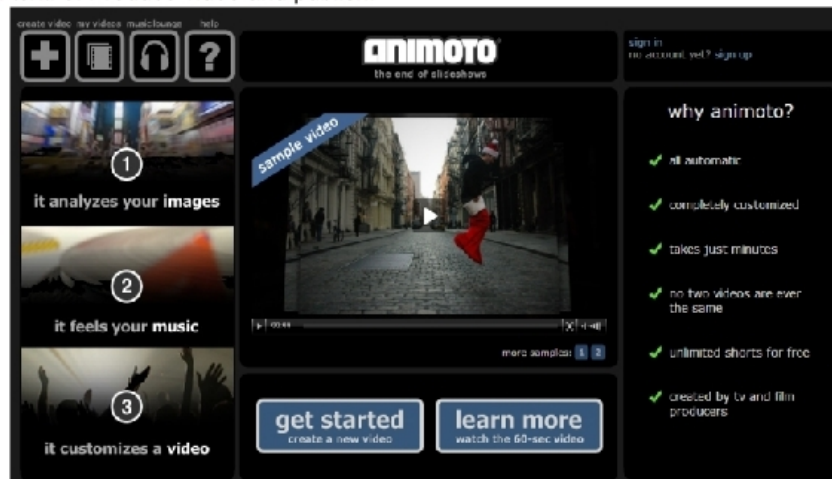 create video my videos music lounge help
?
animoto
the end of slideshows
sign in
no account yet? sign up
1
it analyzes your images
2
it feels your music
3
it customizes a video
sample video
more samples: 1 2
get started
create a new video
learn more
watch the 60-sec video
why animoto?
all automatic
completely customized
takes just minutes
no two videos are ever
the same
unlimited shorts for free
created by tv and film
producers